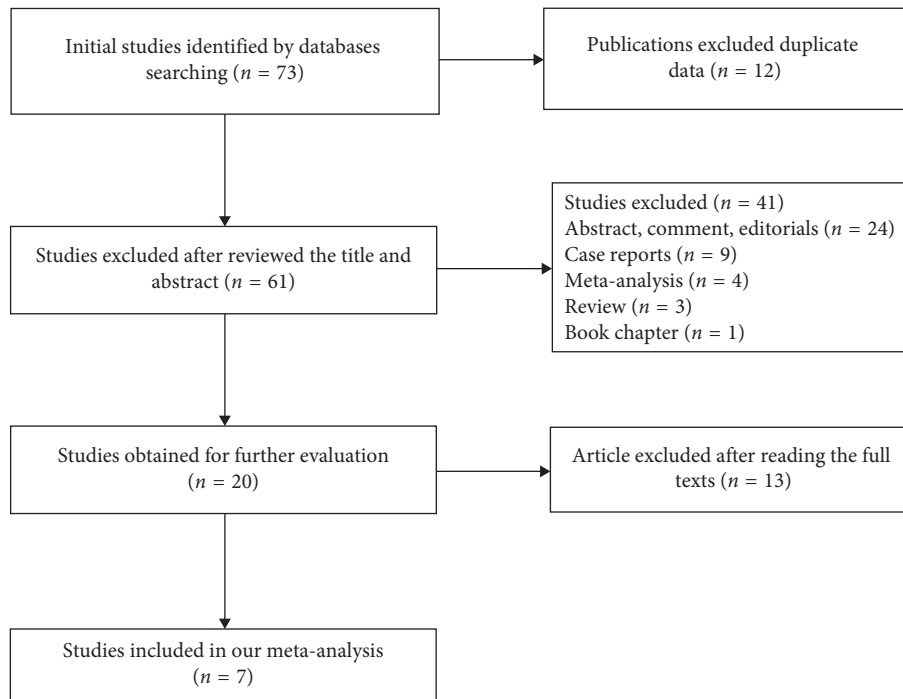 Initial studies identified by databases
searching (n = 73)
Publications excluded duplicate
data (n = 12)
Studies excluded after reviewed the title and
abstract (n = 61)
Studies excluded (n = 41)
Abstract, comment, editorials (n = 24)
Case reports (n = 9)
Meta-analysis (n = 4)
Review (n = 3)
Book chapter (n = 1)
Studies obtained for further evaluation
(n = 20)
Article excluded after reading the full
texts (n = 13)
Studies included in our meta-analysis
(n = 7)